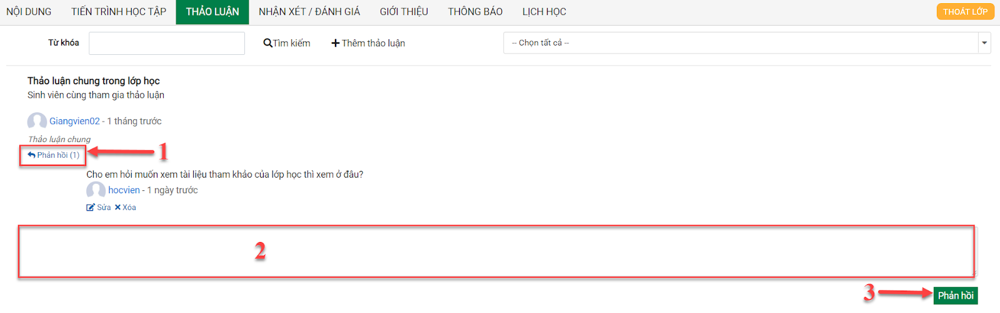 NỘI DUNG TIẾN TRÌNH HỌC TẬP THẢO LUẬN NHẬN XÉT / ĐÁNH GIÁ GIỚI THIỆU THÔNG BÁO LỊCH HỌC THOÁT LỚP
Từ khóa Tìm kiếm Thêm thảo luận -- Chọn tất cả --
Thảo luận chung trong lớp học
Sinh viên cùng tham gia thảo luận
Giangvien02 - 1 tháng trước
Thảo luận chung
Phản hồi (1) 1
Cho em hỏi muốn xem tài liệu tham khảo của lớp học thì xem ở đâu?
hocvien - 1 ngày trước
Sửa Xóa
2
3 Phản hồi